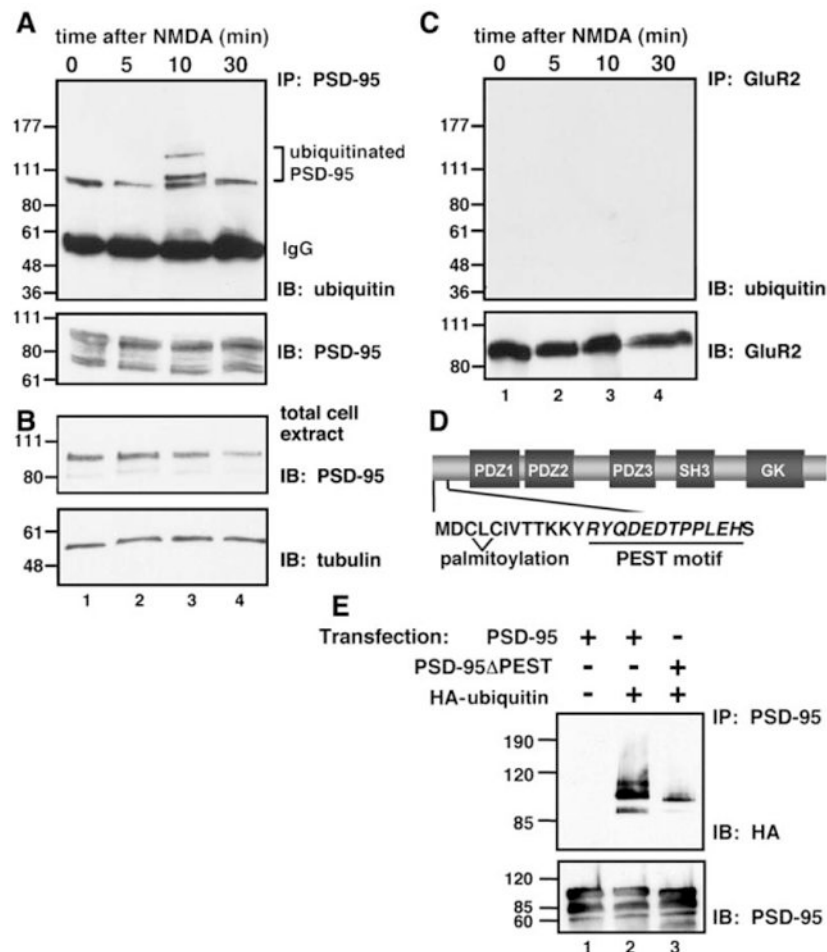 A
time after NMDA (min)
0 5 10 30
IP: PSD-95
177
111
80
61
48
36
ubiquitinated
PSD-95
IgG
IB: ubiquitin
111
80
61
IB: PSD-95
B
total cell
extract
111
80
IB: PSD-95
61
48
IB: tubulin
1 2 3 4
C
time after NMDA (min)
0 5 10 30
IP: GluR2
177
111
80
61
48
36
IB: ubiquitin
111
80
IB: GluR2
1 2 3 4
D
PDZ1 PDZ2 PDZ3 SH3 GK
MDCLCIVTTKKYRYQDEDTPPLEHS
palmitoylation PEST motif
E
Transfection: PSD-95 + + -
PSD-95ΔPEST - - +
HA-ubiquitin - + +
IP: PSD-95
190
120
85
IB: HA
120
85
60
IB: PSD-95
1 2 3